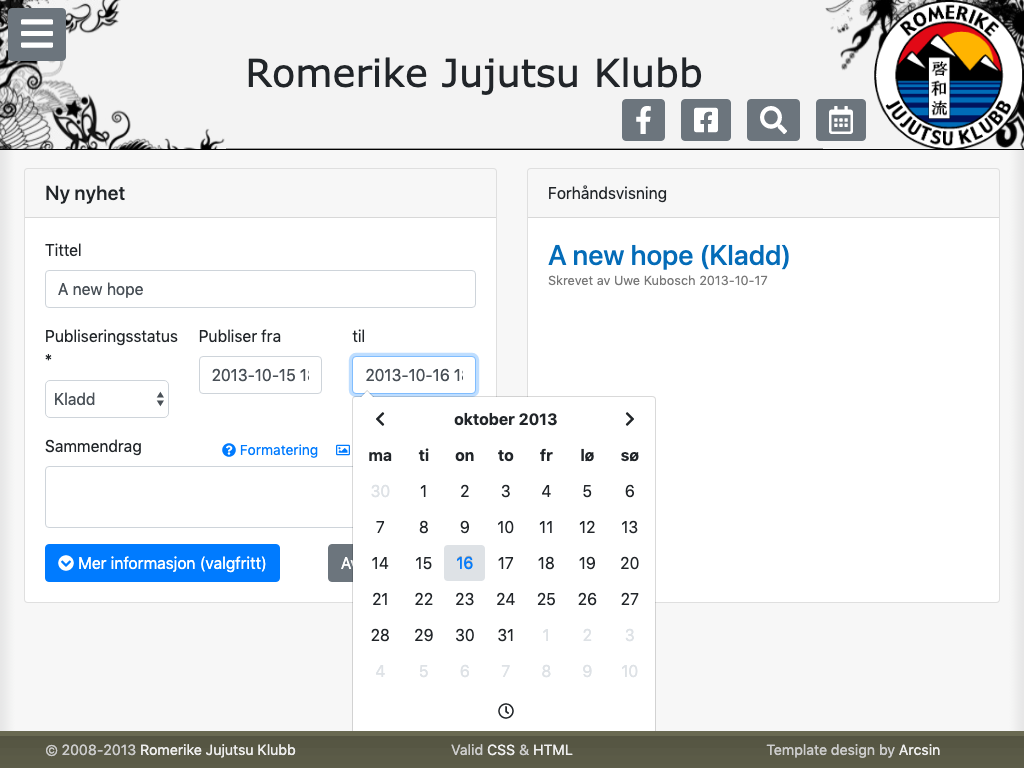 Romerike Jujutsu Klubb
ROMERIKE
啓和流
JUJUTSU KLUBB
Ny nyhet
Tittel
A new hope
Publiseringsstatus
*
Publiser fra
til
Kladd
2013-10-15 1
2013-10-16 1
Sammendrag
Formatering
Mer informasjon (valgfritt)
oktober 2013
ma ti on to fr lø sø
30 1 2 3 4 5 6
7 8 9 10 11 12 13
14 15 16 17 18 19 20
21 22 23 24 25 26 27
28 29 30 31 1 2 3
4 5 6 7 8 9 10
Forhåndsvisning
A new hope (Kladd)
Skrevet av Uwe Kubosch 2013-10-17
© 2008-2013 Romerike Jujutsu Klubb
Valid CSS & HTML
Template design by Arcsin